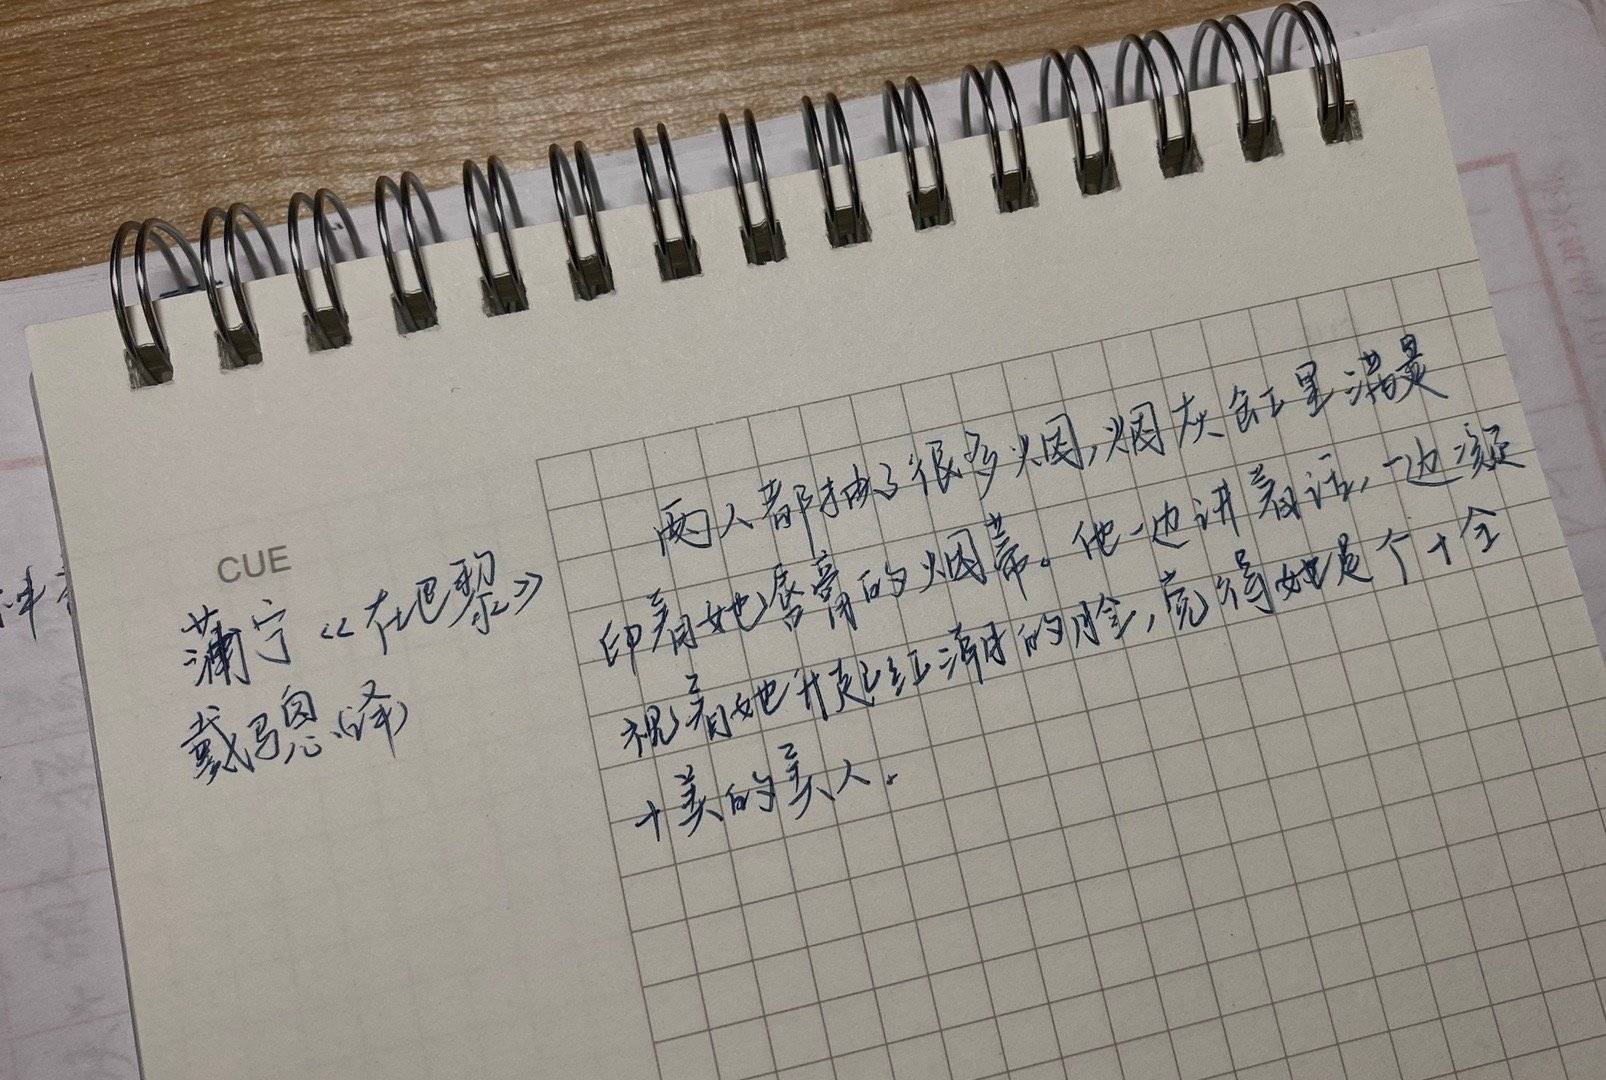 CUE
蒲宁《在巴黎》
戴骢(译)
两人都抽了很多烟,烟灰缸里满是
印着她唇膏的烟蒂。他一边讲着话,一边凝
视着她升起红潮的脸,觉得她是个十全
十美的美人。